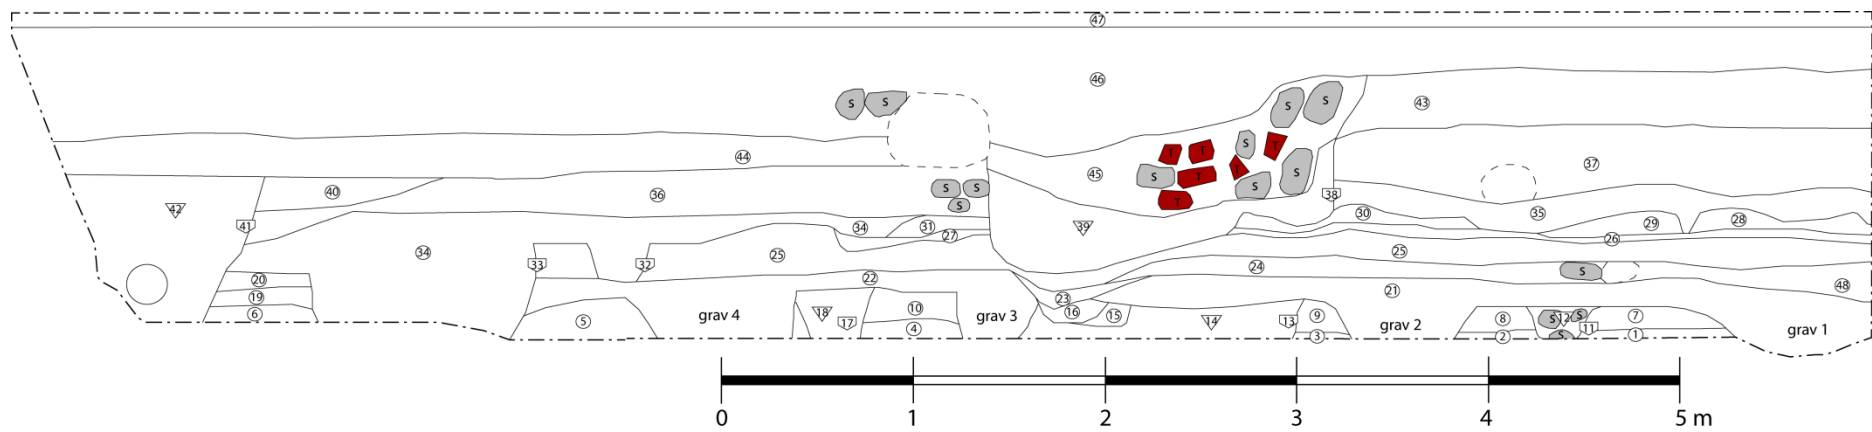 47
46
S S S S
43
S T T T
44 37
45 S T T S
S S S T S
40 36 38
42 S 35 30
41 34 31 39 29 28
27 26
34 33 32 25 25
24 S
20 22 21 48
19 23
6 5 grav 4 18 17 10 grav 3 16 15 14 13 9 grav 2 8 S 12 S 7 grav 1
4 3 2 S 11 1
0 1 2 3 4 5 m